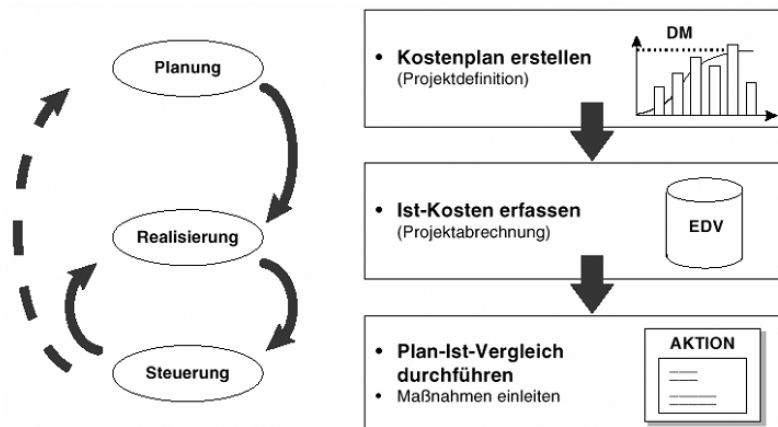 Planung
Realisierung
Steuerung
DM
• Kostenplan erstellen
(Projektdefinition)
• Ist-Kosten erfassen
(Projektabrechnung)
EDV
• Plan-Ist-Vergleich
durchführen
• Maßnahmen einleiten
AKTION